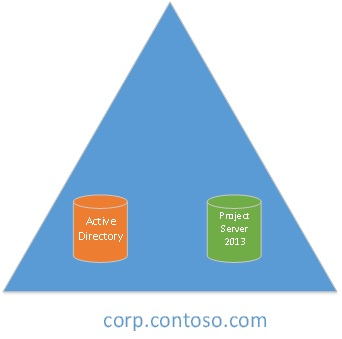 Active
Directory
Project
Server
2013
corp.contoso.com